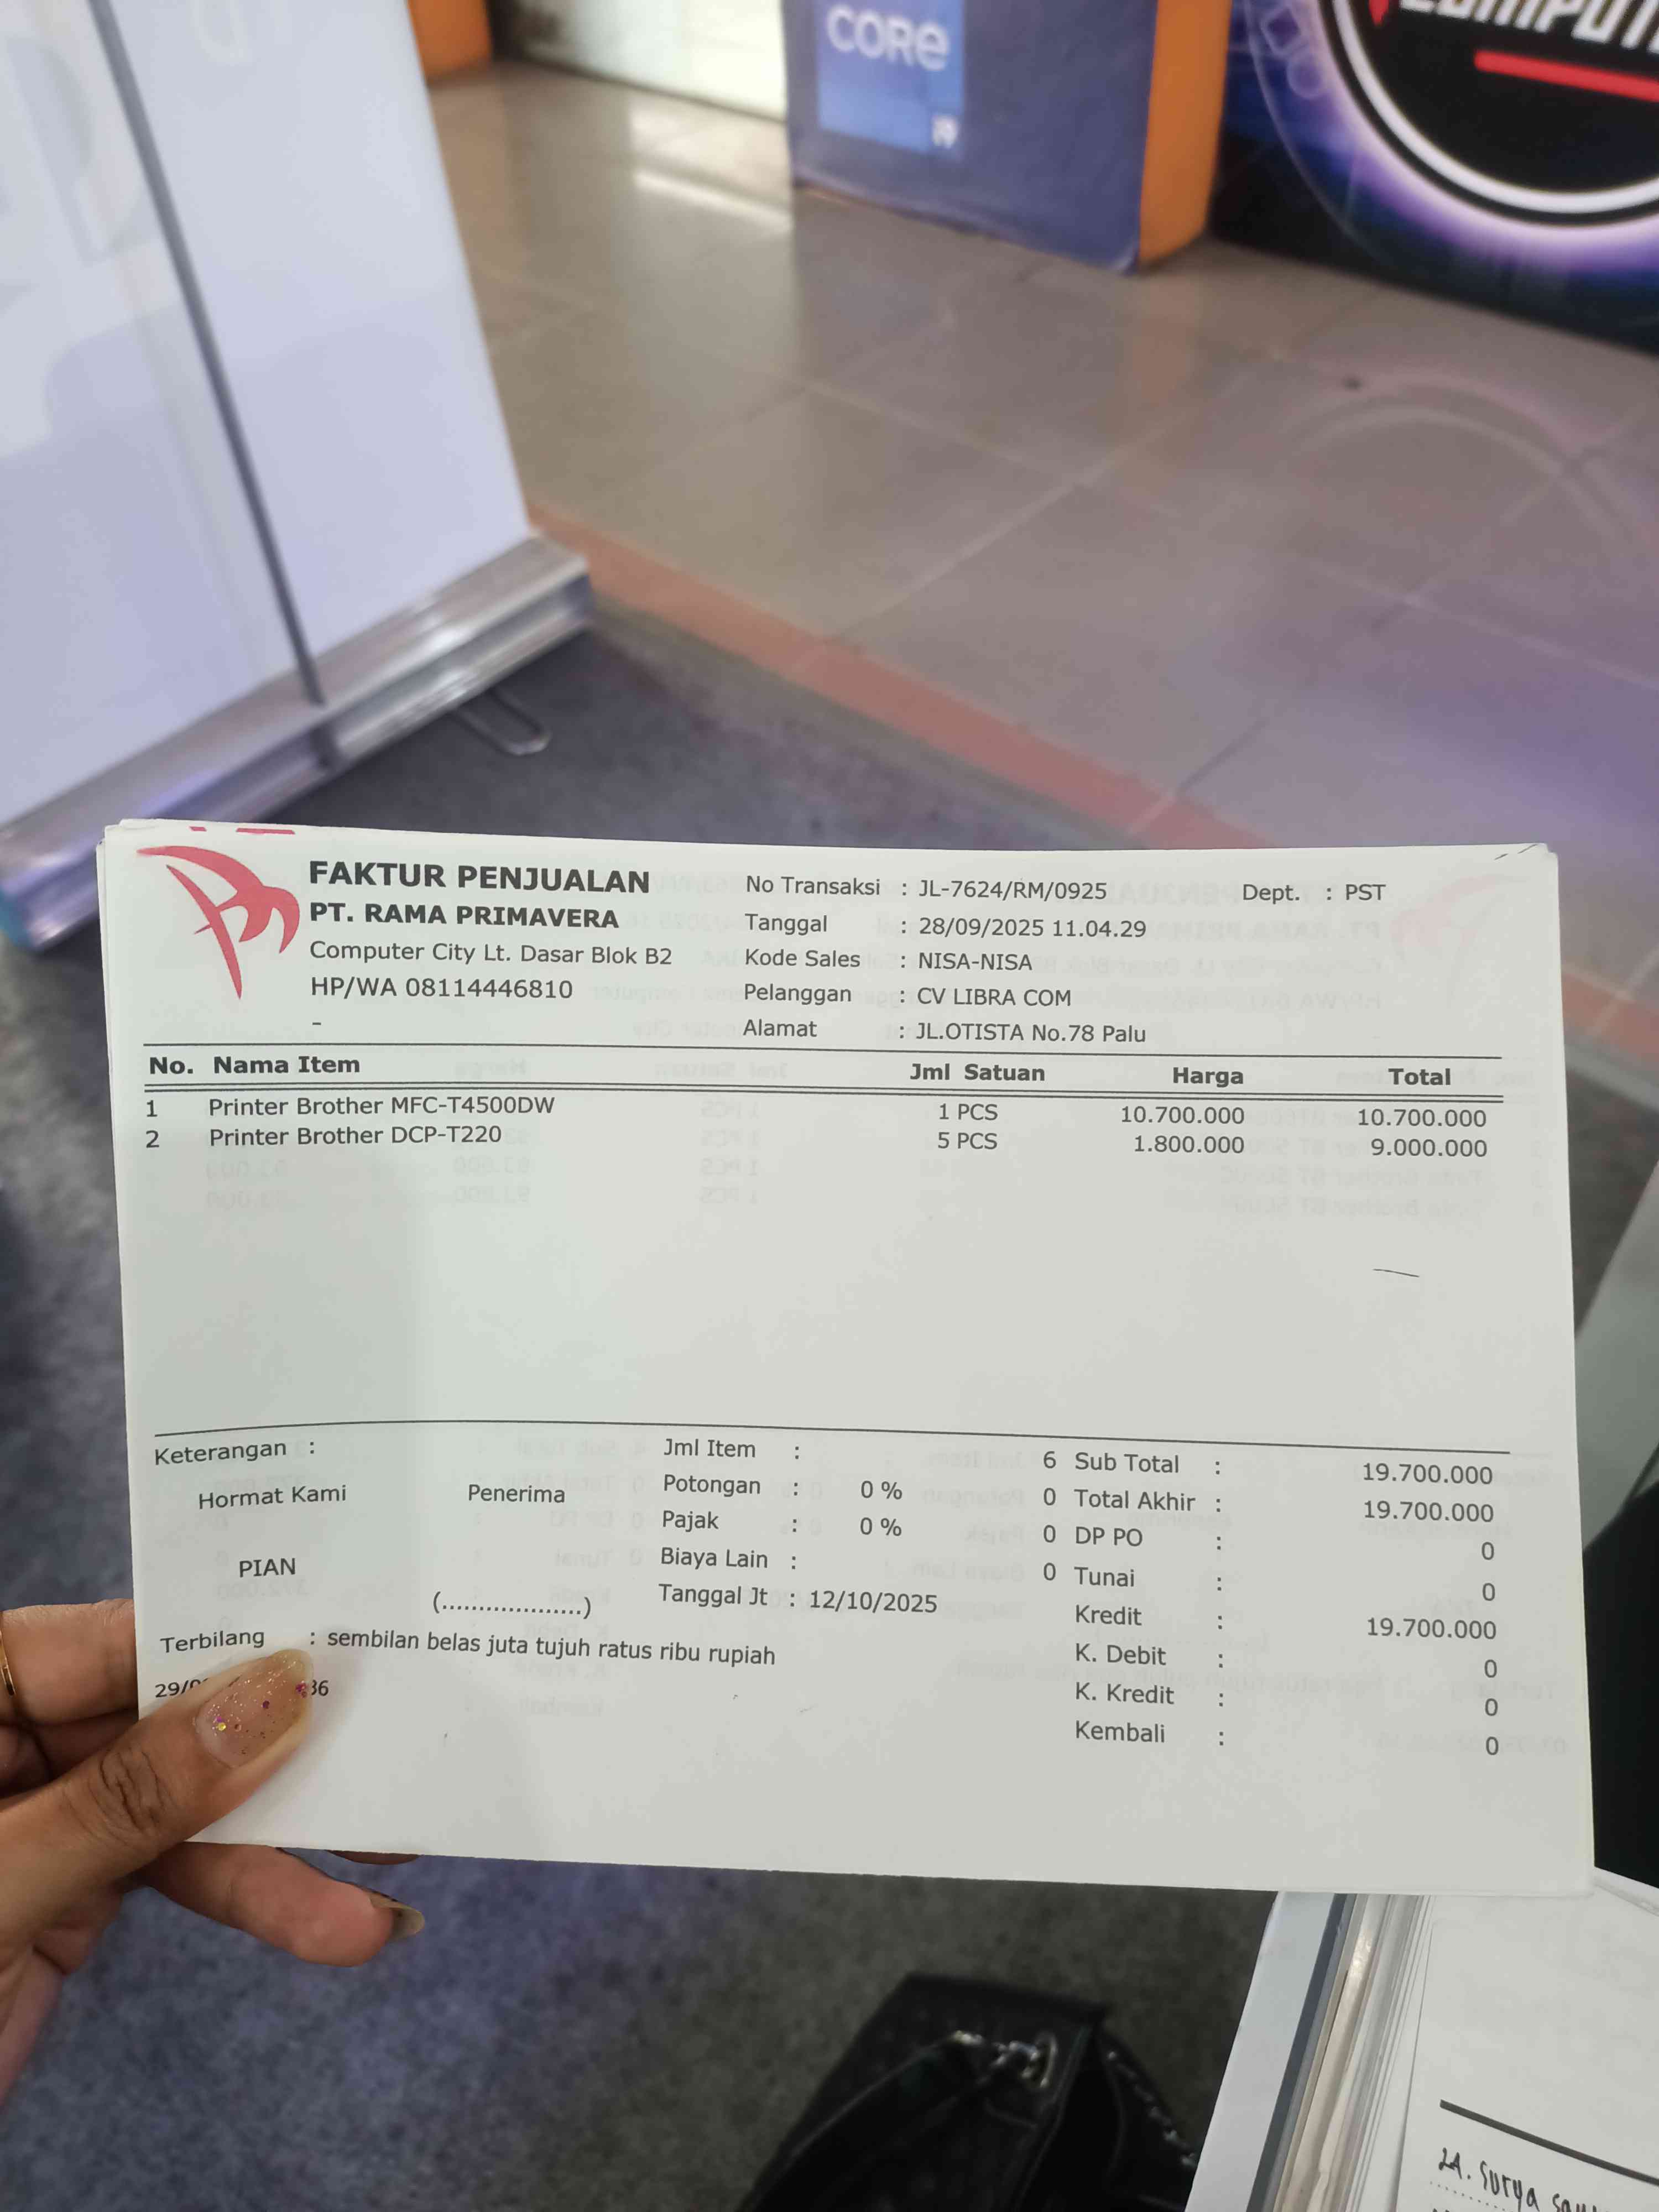 CORe
i9
FAKTUR PENJUALAN
PT. RAMA PRIMAVERA
Computer City Lt. Dasar Blok B2
HP/WA 08114446810
-
No Transaksi : JL-7624/RM/0925 Dept. : PST
Tanggal : 28/09/2025 11.04.29
Kode Sales : NISA-NISA
Pelanggan : CV LIBRA COM
Alamat : JL.OTISTA No.78 Palu
No. Nama Item Jml Satuan Harga Total
1 Printer Brother MFC-T4500DW 1 PCS 10.700.000 10.700.000
2 Printer Brother DCP-T220 5 PCS 1.800.000 9.000.000
Keterangan :
Hormat Kami Penerima
PIAN
(...................)
Jml Item : 6
Potongan : 0 % 0
Pajak : 0 % 0
Biaya Lain : 0
Tanggal Jt : 12/10/2025
Sub Total : 19.700.000
Total Akhir : 19.700.000
DP PO : 0
Tunai : 0
Kredit : 19.700.000
K. Debit : 0
K. Kredit : 0
Kembali : 0
Terbilang : sembilan belas juta tujuh ratus ribu rupiah
29/
36
24. Surya